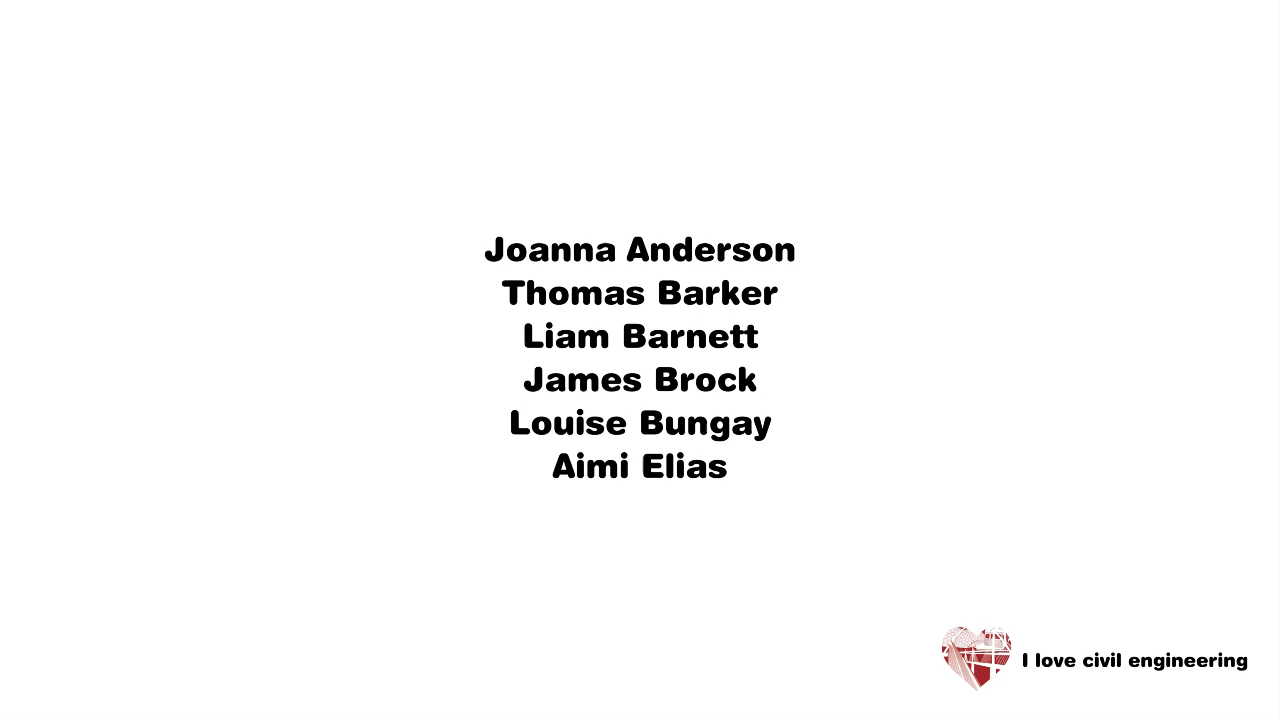 Joanna Anderson
Thomas Barker
Liam Barnett
James Brock
Louise Bungay
Aimi Elias
I love civil engineering